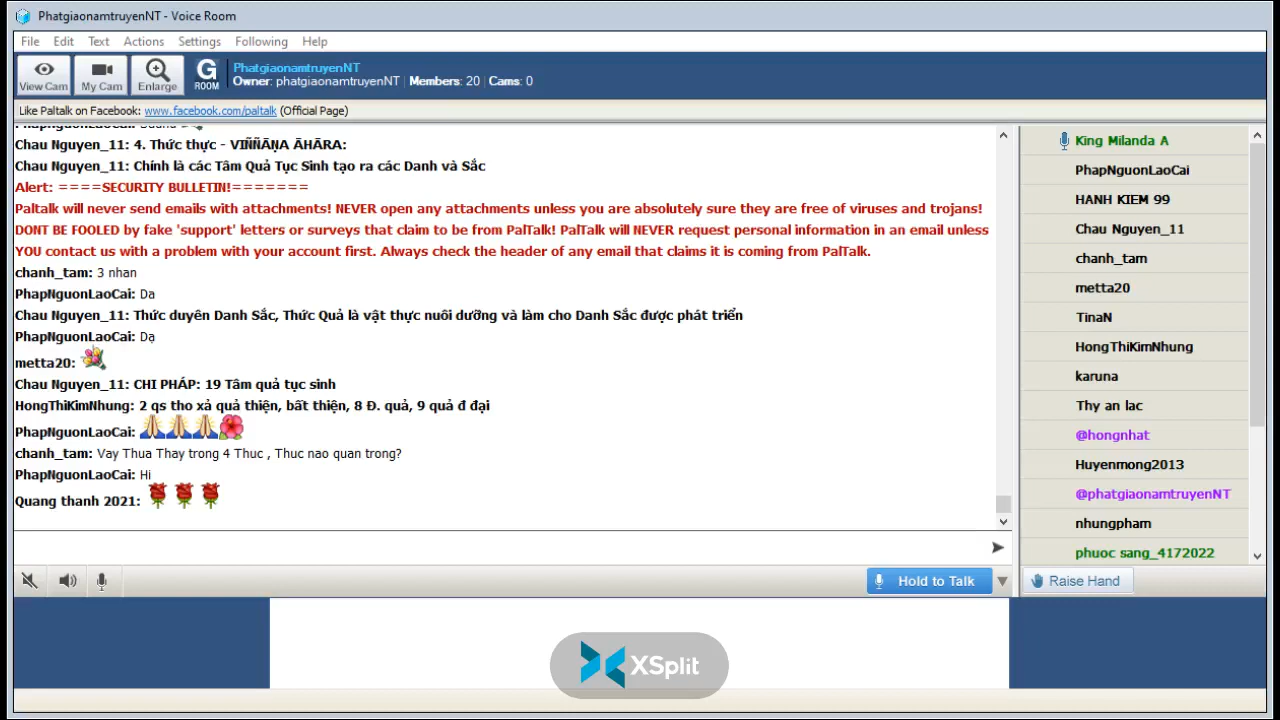 PhatgiaonamtruyenNT - Voice Room
File Edit Text Actions Settings Following Help
View Cam
My Cam
Enlarge
G ROOM
PhatgiaonamtruyenNT
Owner: phatgiaonamtruyenNT | Members: 20 | Cams: 0
Like Paltalk on Facebook: www.facebook.com/paltalk (Official Page)
Chau Nguyen_11: 4. Thức thực - VIÑÑĀṆA ĀHĀRA:
Chau Nguyen_11: Chính là các Tâm Quả Tục Sinh tạo ra các Danh và Sắc
Alert: ====SECURITY BULLETIN!=======
Paltalk will never send emails with attachments! NEVER open any attachments unless you are absolutely sure they are free of viruses and trojans!
DONT BE FOOLED by fake 'support' letters or surveys that claim to be from PalTalk! PalTalk will NEVER request personal information in an email unless
YOU contact us with a problem with your account first. Always check the header of any email that claims it is coming from PalTalk.
chanh_tam: 3 nhan
PhapNguonLaoCai: Da
Chau Nguyen_11: Thức duyên Danh Sắc, Thức Quả là vật thực nuôi dưỡng và làm cho Danh Sắc được phát triển
PhapNguonLaoCai: Dạ
metta20:
Chau Nguyen_11: CHI PHÁP: 19 Tâm quả tục sinh
HongThiKimNhung: 2 qs tho xả quả thiện, bất thiện, 8 Đ. quả, 9 quả đ đại
PhapNguonLaoCai:
chanh_tam: Vay Thua Thay trong 4 Thuc , Thuc nao quan trong?
PhapNguonLaoCai: Hi
Quang thanh 2021:
Hold to Talk
King Milanda A
PhapNguonLaoCai
HANH KIEM 99
Chau Nguyen_11
chanh_tam
metta20
TinaN
HongThiKimNhung
karuna
Thy an lac
@hongnhat
Huyenmong2013
@phatgiaonamtruyenNT
nhungpham
phuoc sang_4172022
Raise Hand
XSplit